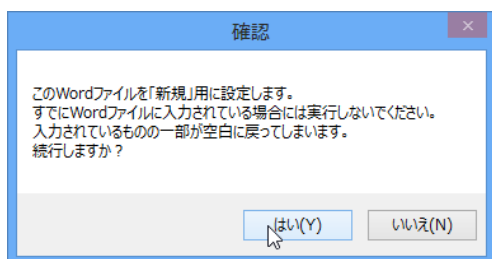 確認
このWordファイルを「新規」用に設定します。
すでにWordファイルに入力されている場合には実行しないでください。
入力されているものの一部が空白に戻ってしまいます。
続行しますか？
はい(Y)
いいえ(N)